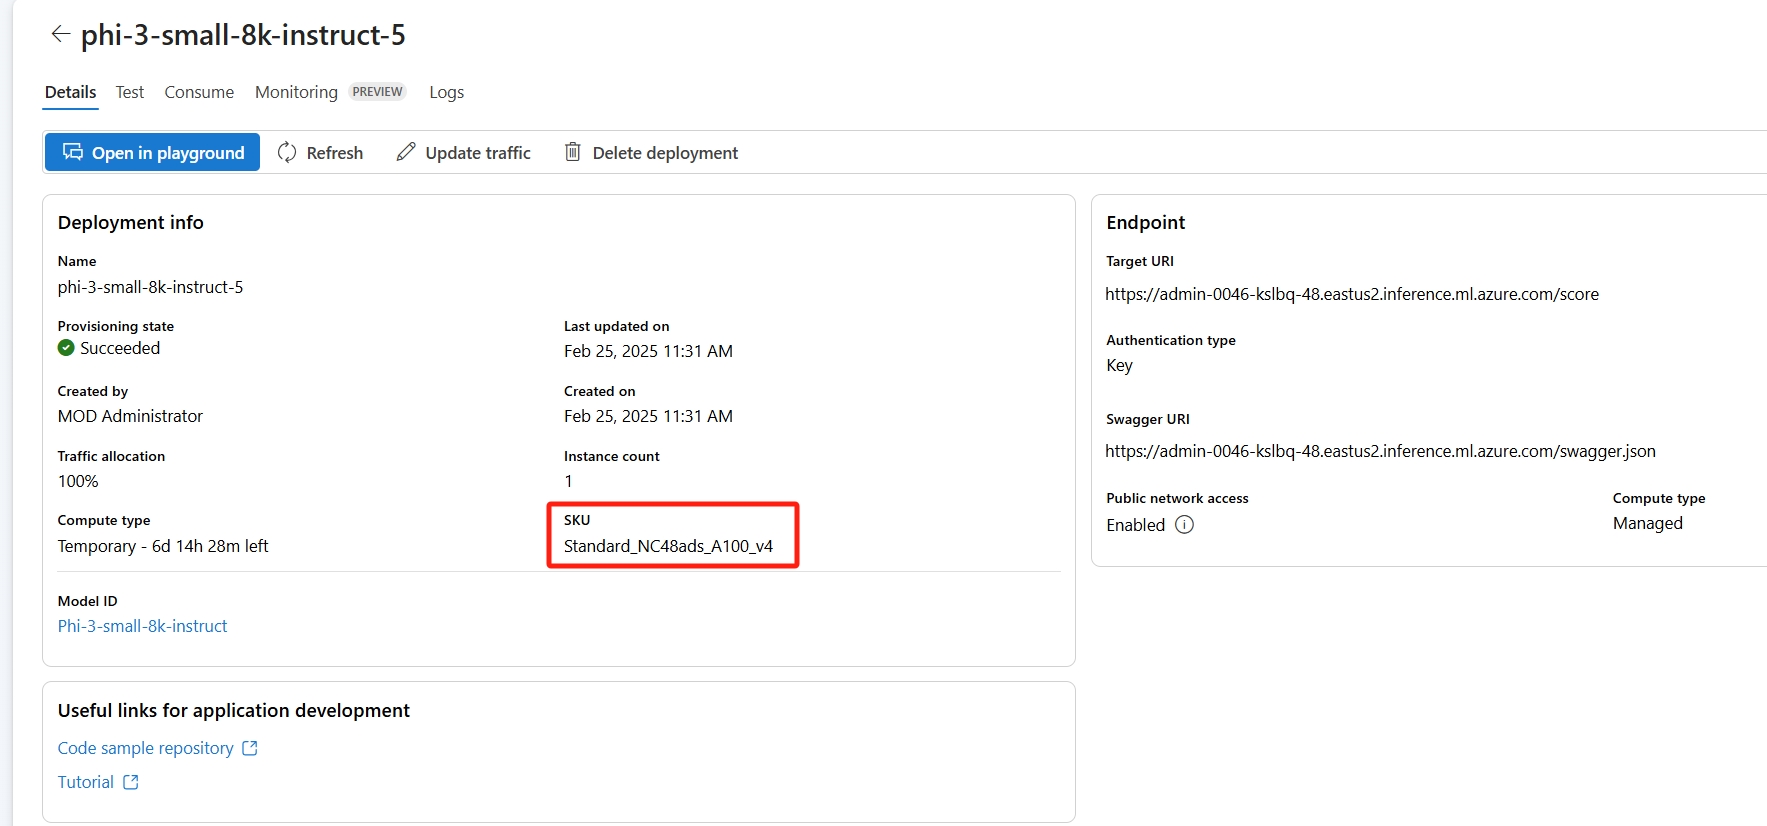 phi-3-small-8k-instruct-5
Details Test Consume Monitoring PREVIEW Logs
Open in playground Refresh Update traffic Delete deployment
Deployment info
Name
phi-3-small-8k-instruct-5
Provisioning state
Succeeded
Last updated on
Feb 25, 2025 11:31 AM
Created by
MOD Administrator
Created on
Feb 25, 2025 11:31 AM
Traffic allocation
100%
Instance count
1
Compute type
Temporary - 6d 14h 28m left
SKU
Standard_NC48ads_A100_v4
Model ID
Phi-3-small-8k-instruct
Useful links for application development
Code sample repository
Tutorial
Endpoint
Target URI
https://admin-0046-kslbq-48.eastus2.inference.ml.azure.com/score
Authentication type
Key
Swagger URI
https://admin-0046-kslbq-48.eastus2.inference.ml.azure.com/swagger.json
Public network access
Enabled
Compute type
Managed